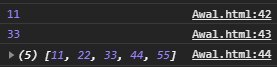 11 Awal.html:42
33 Awal.html:43
(5) [11, 22, 33, 44, 55] Awal.html:44